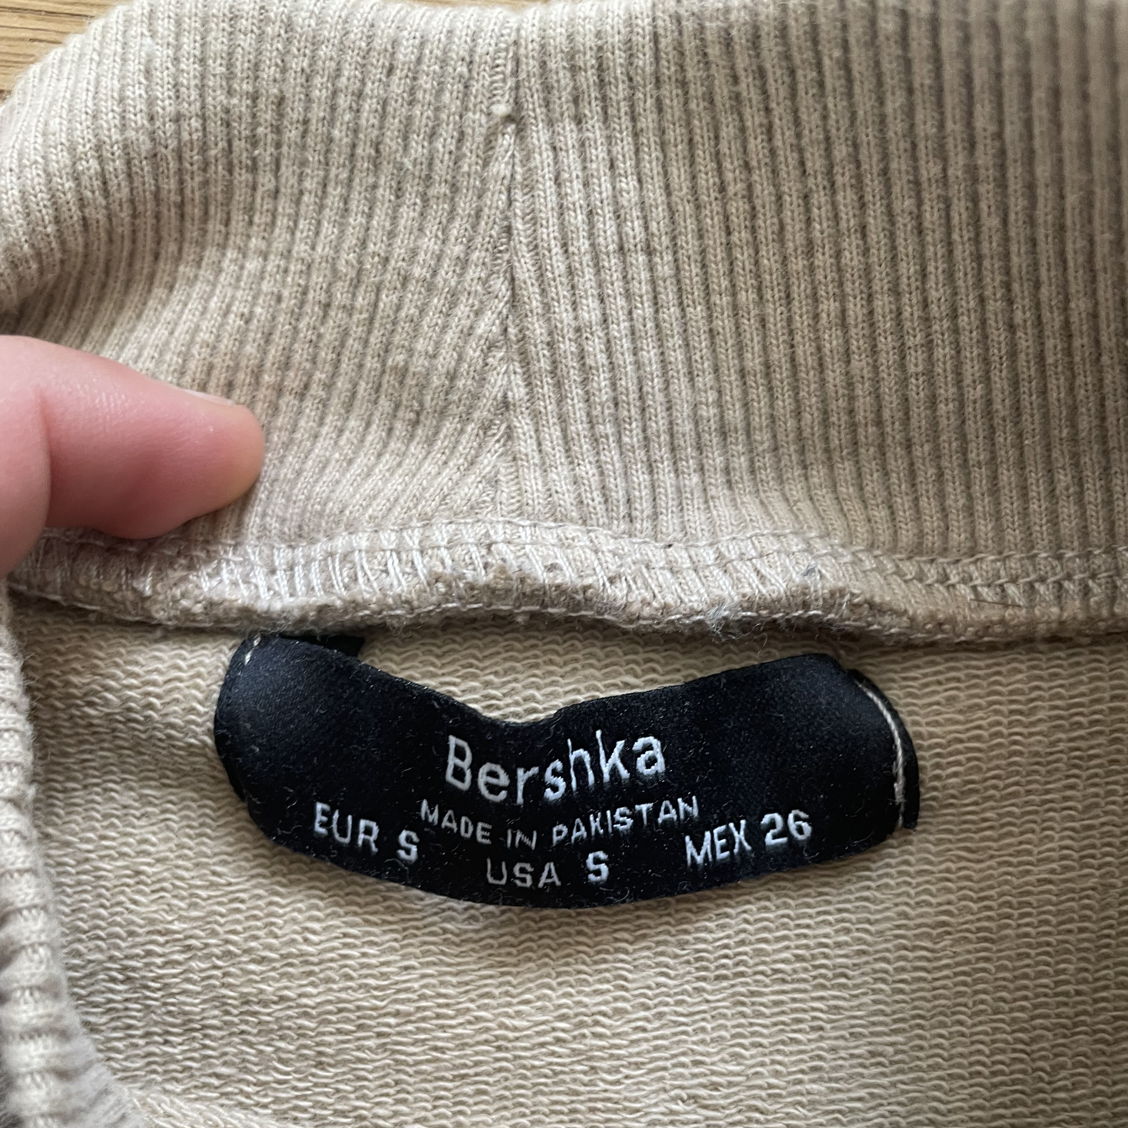 Bershka
MADE IN PAKISTAN
EUR S USA S MEX 26